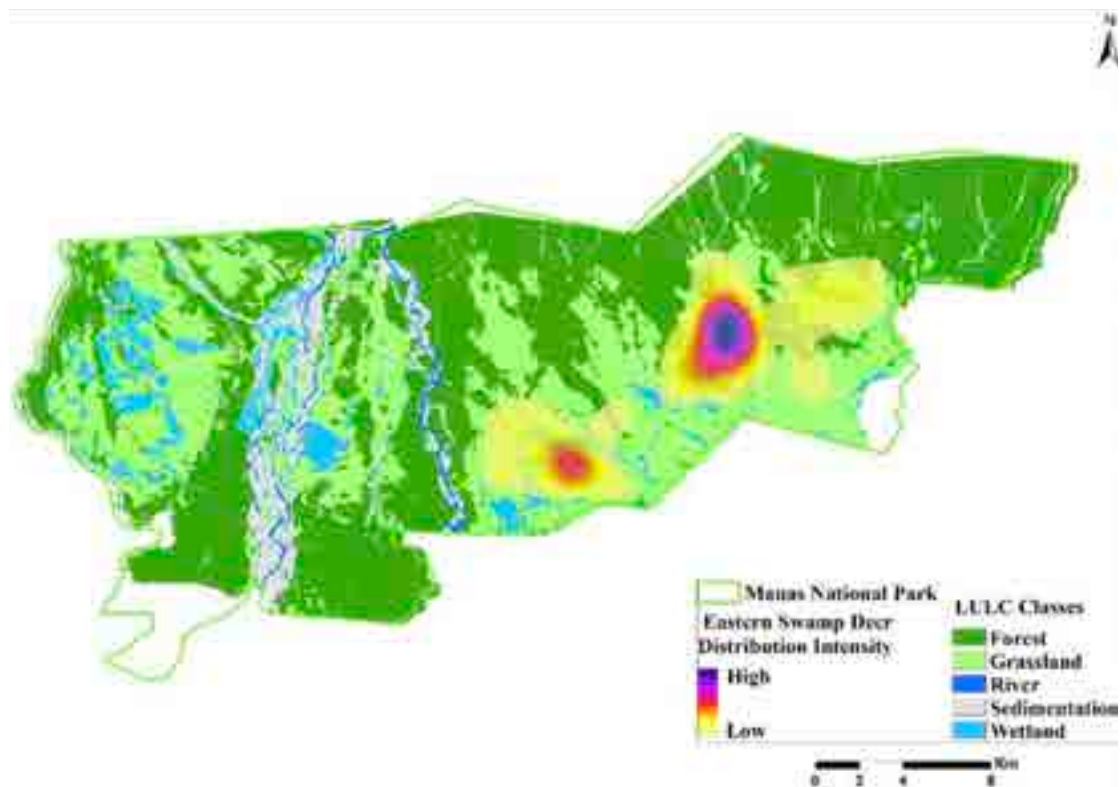 N
Manas National Park
Eastern Swamp Deer
Distribution Intensity
High
Low
LULC Classes
Forest
Grassland
River
Sedimentation
Wetland
Km
0 2 4 8